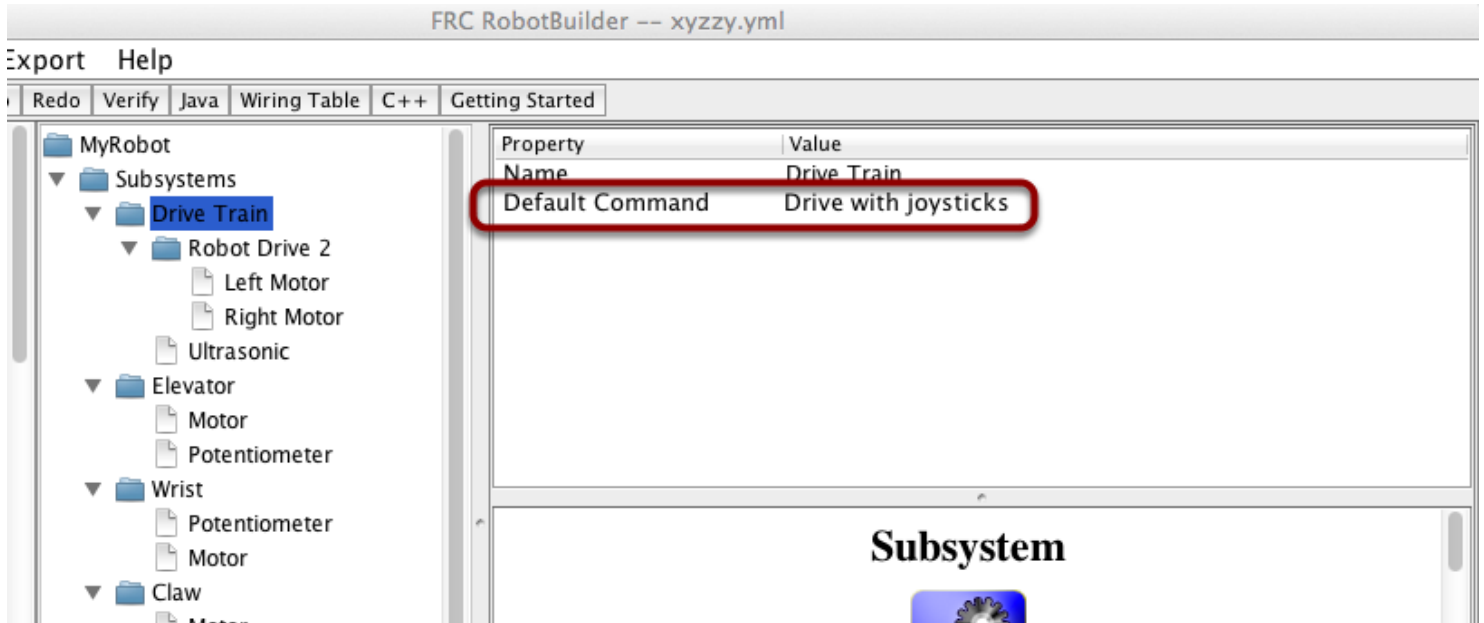 FRC RobotBuilder -- xyzzy.yml
Export Help
Redo Verify Java Wiring Table C++ Getting Started
MyRobot
Subsystems
Drive Train
Robot Drive 2
Left Motor
Right Motor
Ultrasonic
Elevator
Motor
Potentiometer
Wrist
Potentiometer
Motor
Claw
Motor
Property Value
Name Drive Train
Default Command Drive with joysticks
Subsystem